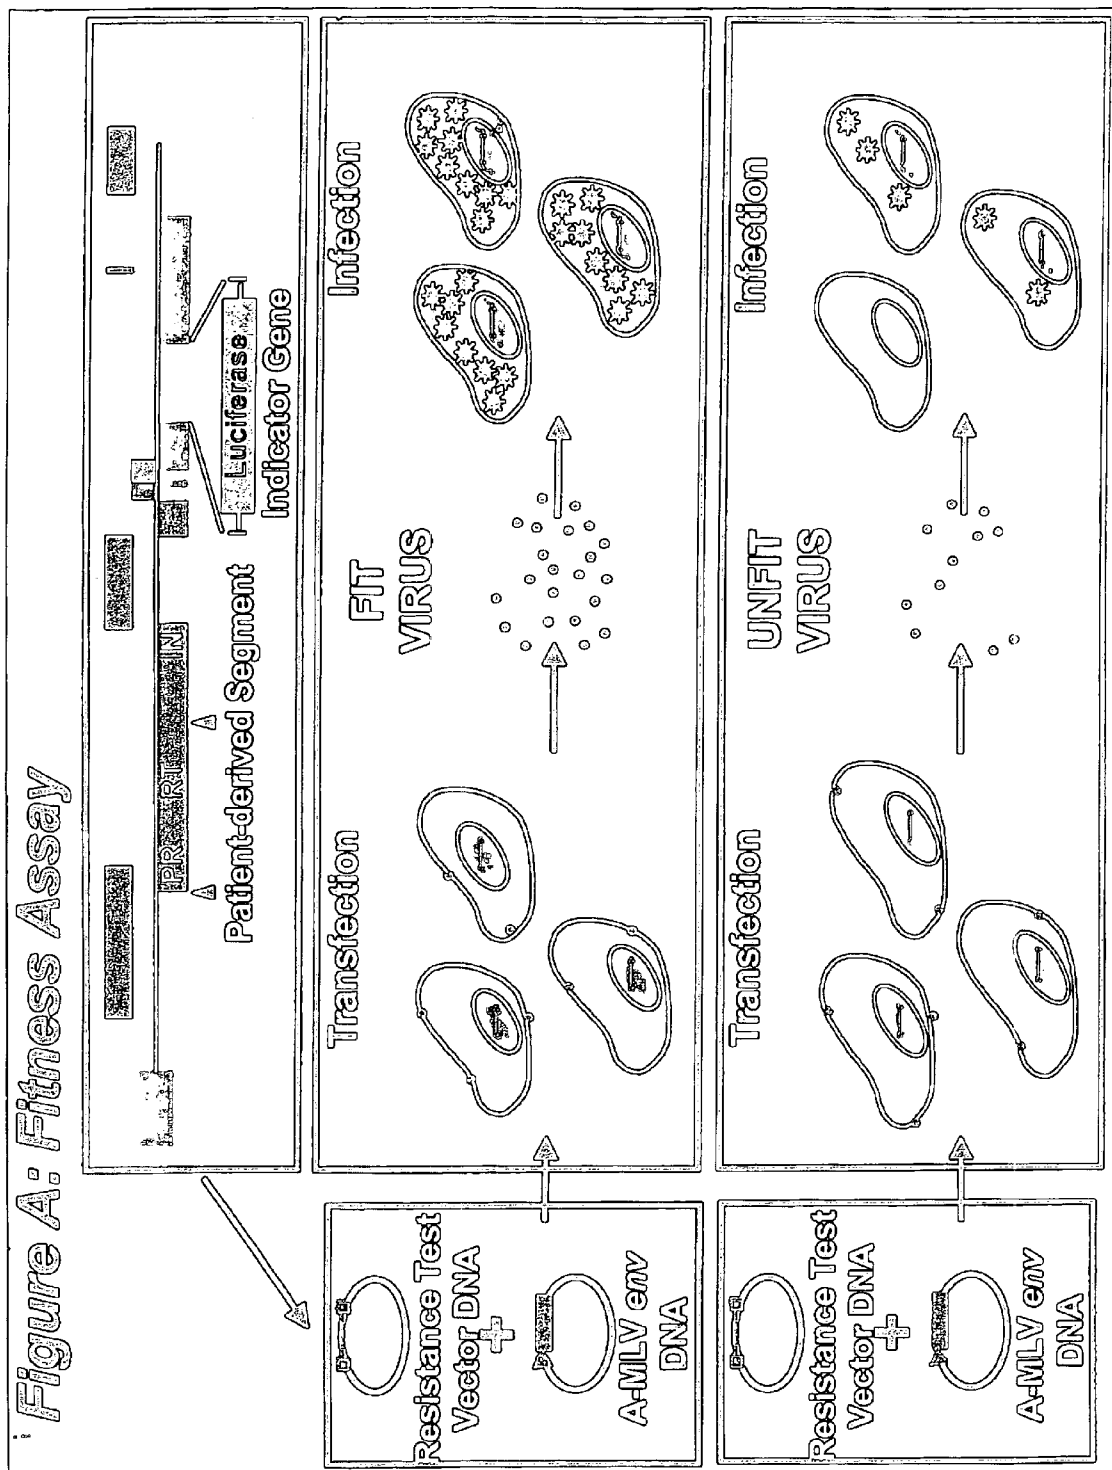 Figure A: Fitness Assay
PR RT IN
Patient-derived Segment
Luciferase
Indicator Gene
Resistance Test
Vector DNA
+
A-MLV env
DNA
Transfection
FIT
VIRUS
Infection
Resistance Test
Vector DNA
+
A-MLV env
DNA
Transfection
UNFIT
VIRUS
Infection